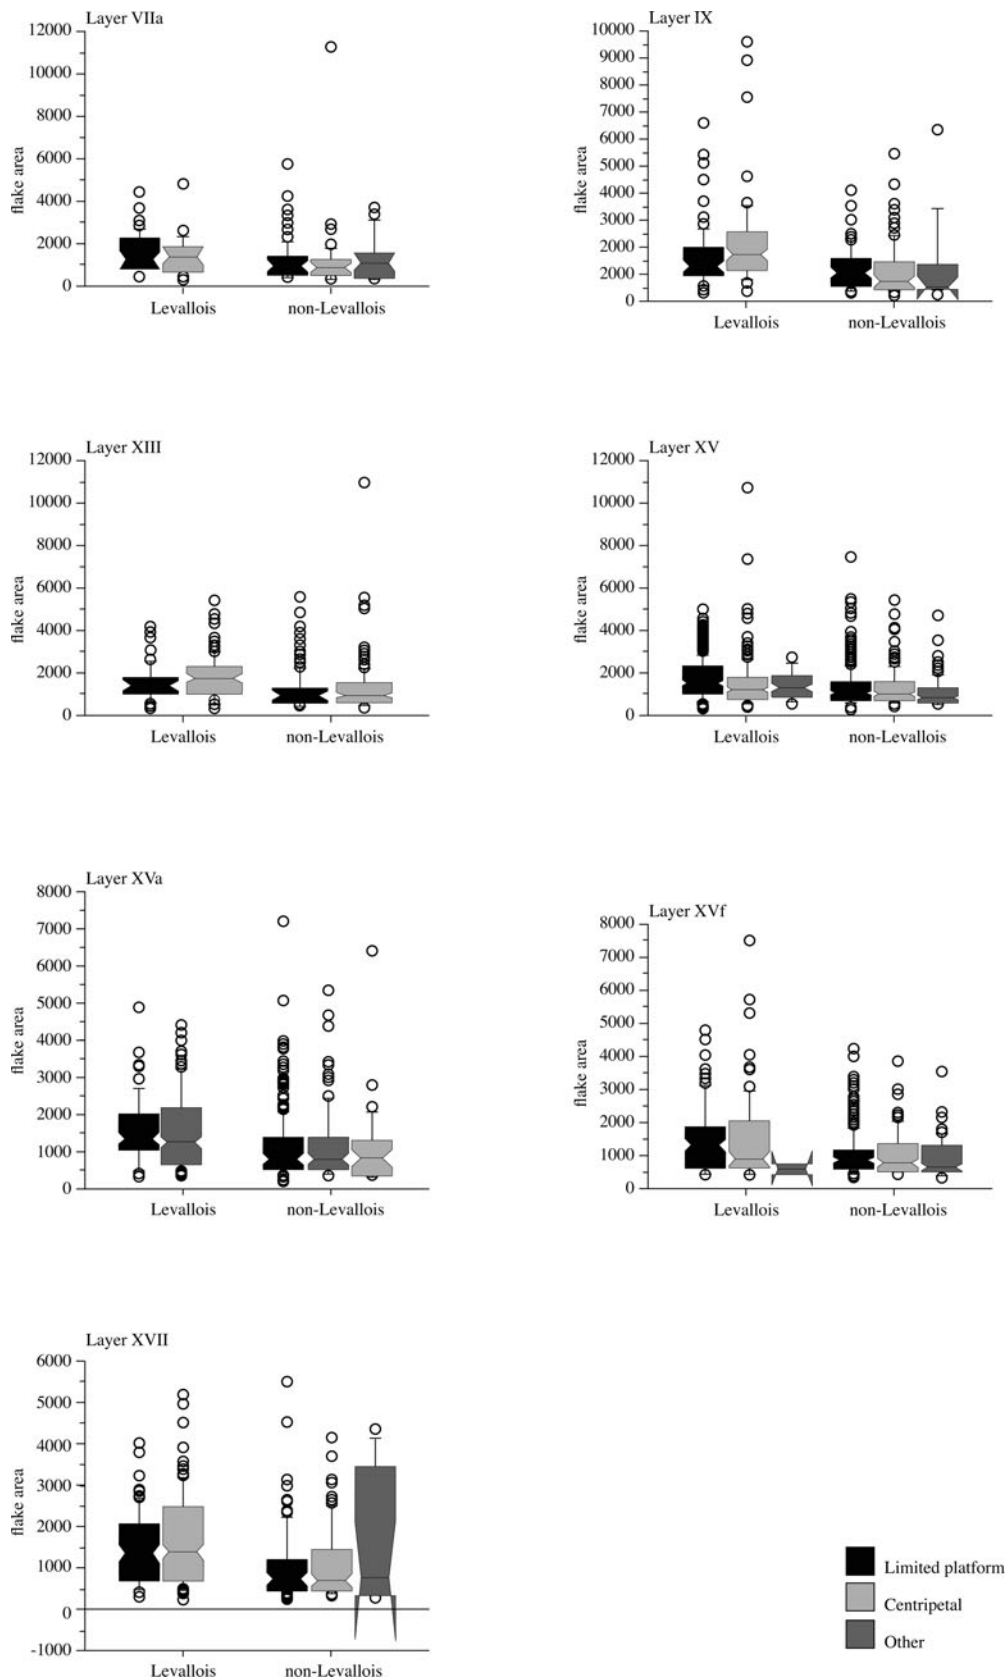 Layer VIIa
12000
10000
8000
6000
4000
2000
0
flake area
Levallois
non-Levallois
Layer IX
10000
9000
8000
7000
6000
5000
4000
3000
2000
2000
0
flake area
Levallois
non-Levallois
Layer XIII
12000
10000
8000
6000
4000
2000
0
flake area
Levallois
non-Levallois
Layer XV
12000
10000
8000
6000
4000
2000
0
flake area
Levallois
non-Levallois
Layer XVa
8000
7000
6000
5000
4000
3000
2000
1000
0
flake area
Levallois
non-Levallois
Layer XVf
8000
7000
6000
5000
4000
3000
2000
1000
0
flake area
Levallois
non-Levallois
Layer XVII
6000
5000
4000
3000
2000
1000
0
-1000
flake area
Levallois
non-Levallois
Limited platform
Centripetal
Other